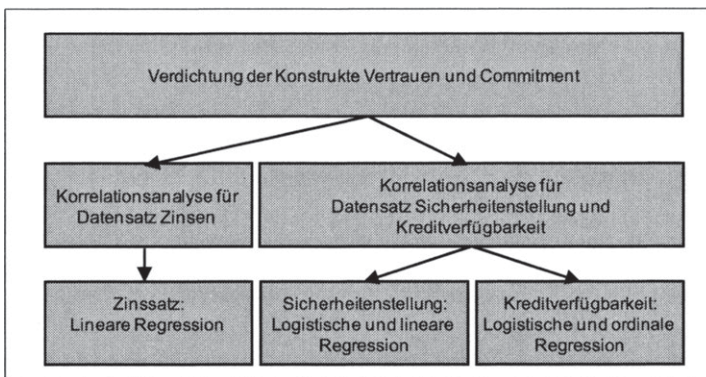 Verdichtung der Konstrukte Vertrauen und Commitment
Korrelationsanalyse für
Datensatz Zinsen
Korrelationsanalyse für
Datensatz Sicherheitenstellung und
Kreditverfügbarkeit
Zinssatz:
Lineare Regression
Sicherheitenstellung:
Logistische und lineare
Regression
Kreditverfügbarkeit:
Logistische und ordinale
Regression